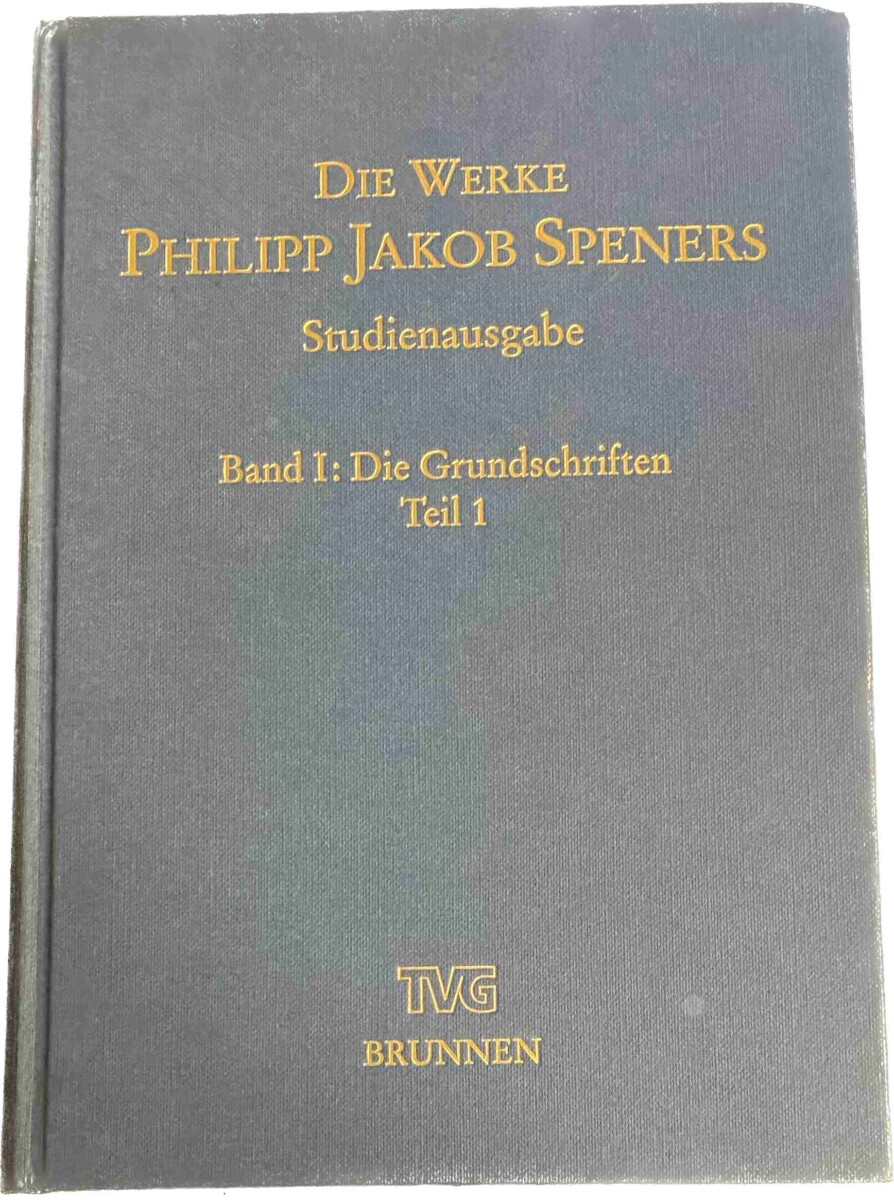 DIE WERKE
PHILIPP JAKOB SPENERS
Studienausgabe
Band I: Die Grundschriften
Teil 1
TVG
BRUNNEN